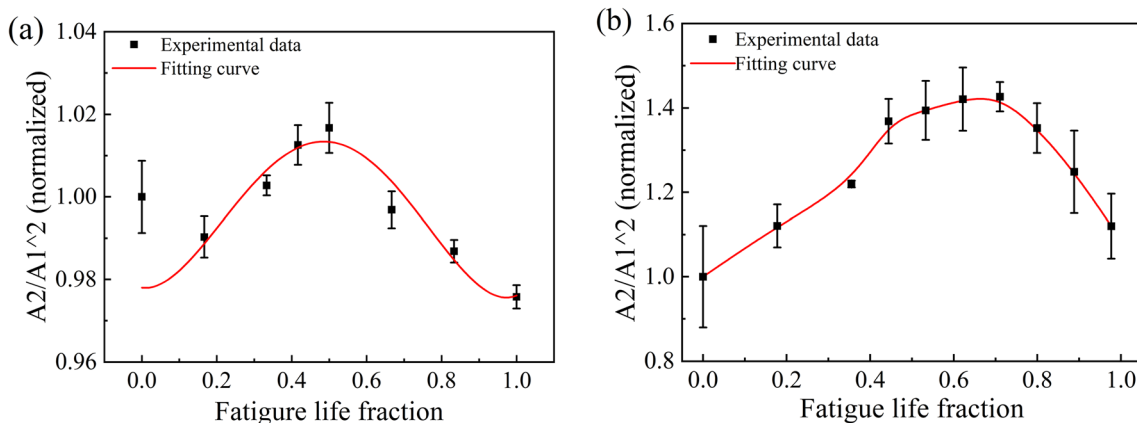 (a)
1.04
1.02
1.00
0.98
0.96
A2/A1^2 (normalized)
Experimental data
Fitting curve
0.0 0.2 0.4 0.6 0.8 1.0
Fatigure life fraction
(b)
1.6
1.4
1.2
1.0
0.8
A2/A1^2 (normalized)
Experimental data
Fitting curve
0.0 0.2 0.4 0.6 0.8 1.0
Fatigue life fraction